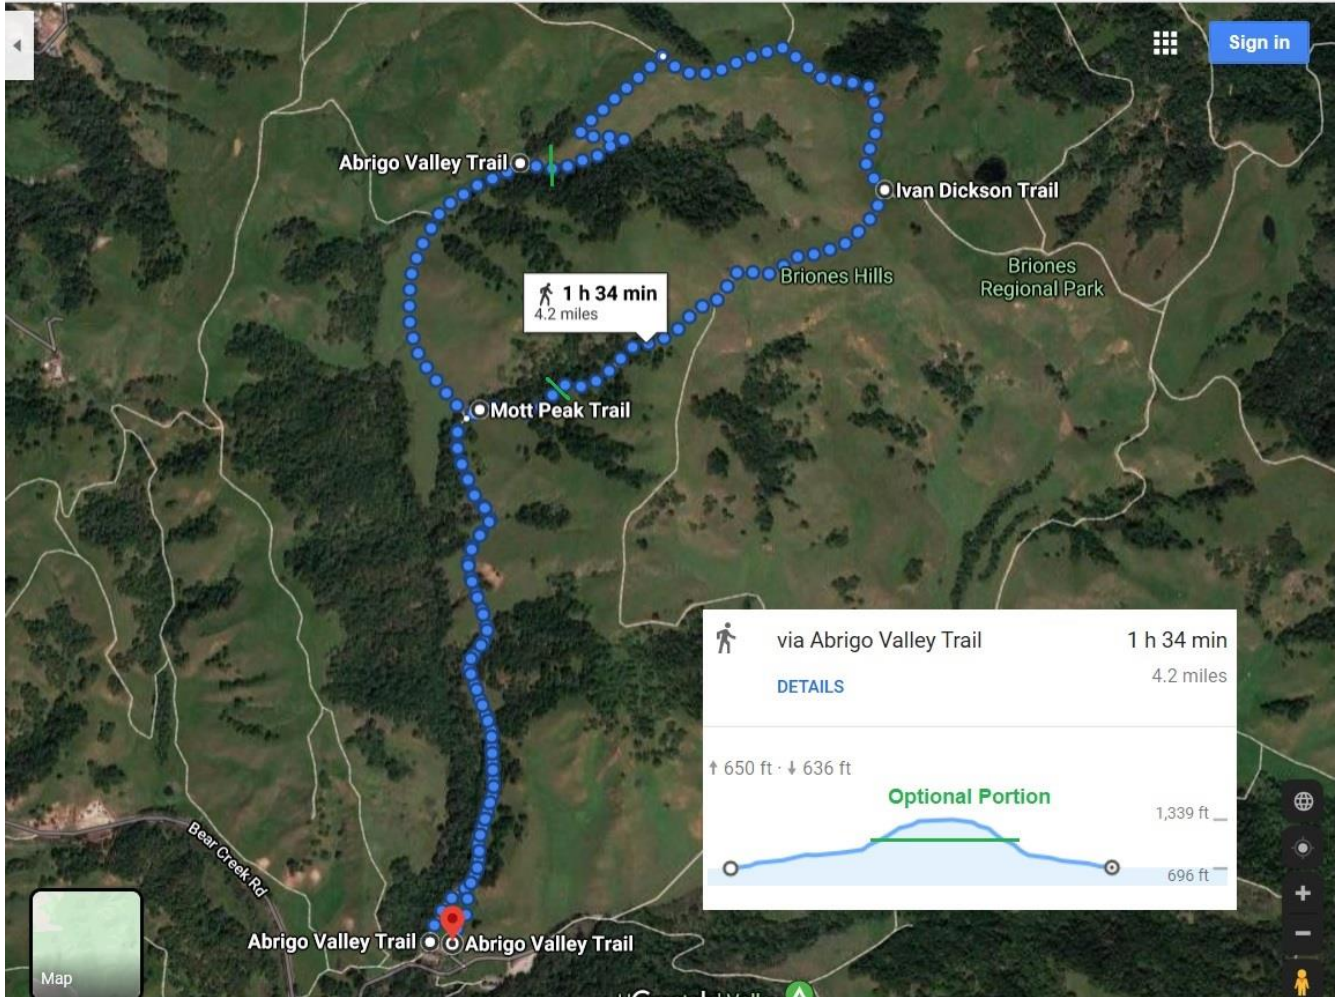 Sign in
Abrigo Valley Trail
Ivan Dickson Trail
Briones Hills
Briones
Regional Park
1 h 34 min
4.2 miles
Mott Peak Trail
via Abrigo Valley Trail
1 h 34 min
4.2 miles
DETAILS
650 ft · 636 ft
Optional Portion
1,339 ft
696 ft
Bear Creek Rd
Abrigo Valley Trail
Abrigo Valley Trail
Map